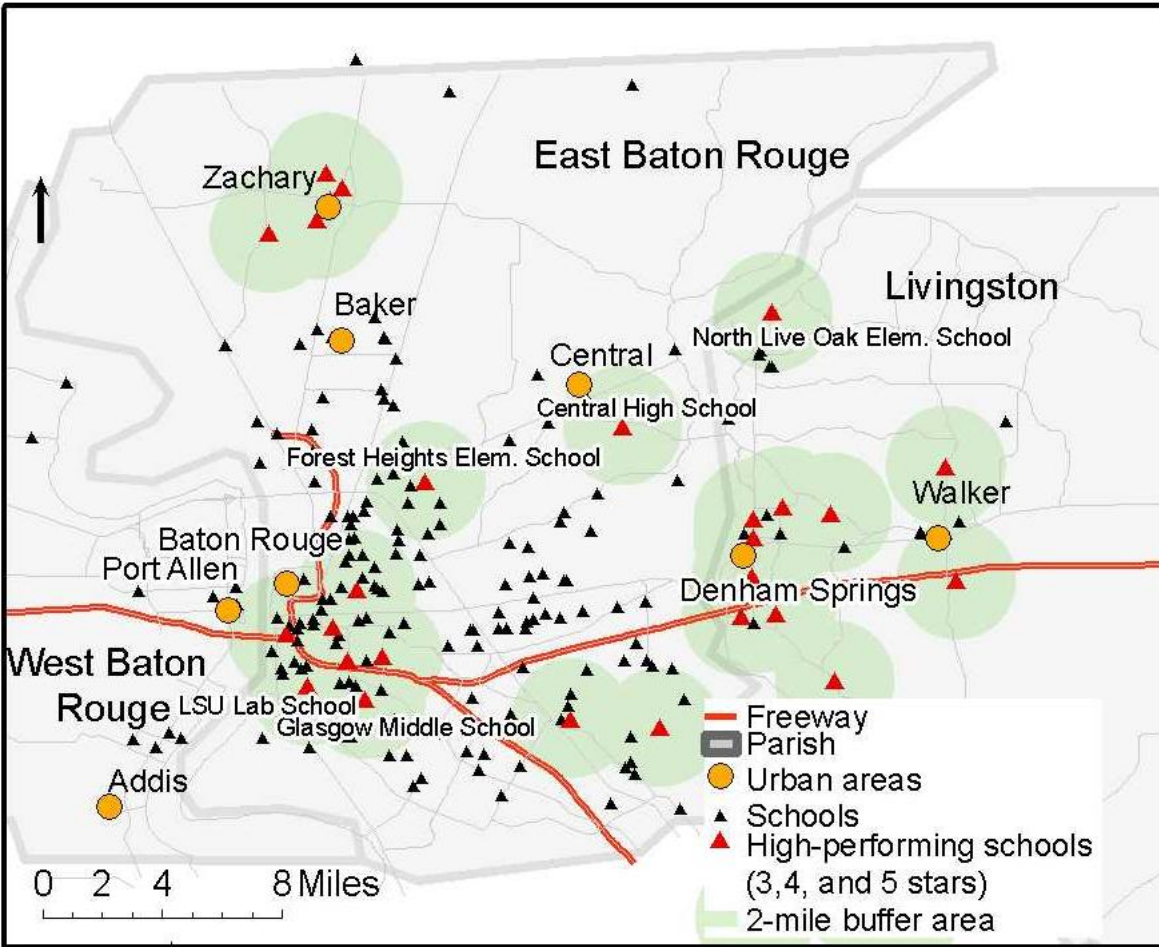 East Baton Rouge
Zachary
Livingston
Baker
North Live Oak Elem. School
Central
Central High School
Forest Heights Elem. School
Walker
Baton Rouge
Port Allen
Denham Springs
West Baton
Rouge
LSU Lab School
Glasgow Middle School
Addis
Freeway
Parish
Urban areas
Schools
High-performing schools
(3,4, and 5 stars)
2-mile buffer area
0 2 4 8 Miles